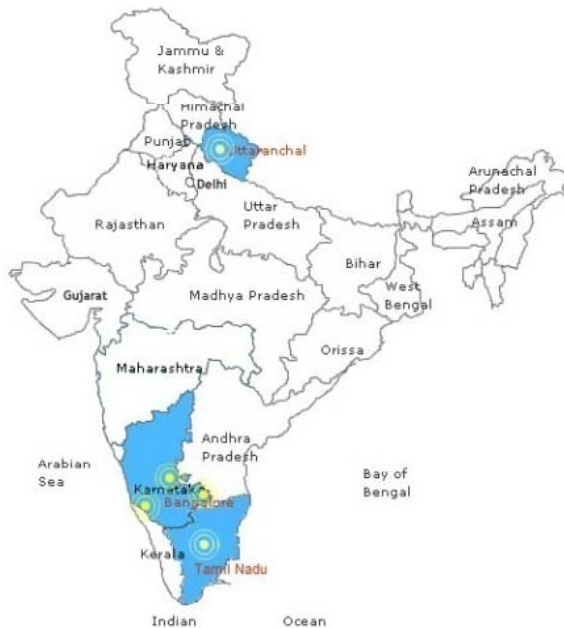 Jammu &
Kashmir
Himachal
Pradesh
Punjab
Uttaranchal
Haryana
Delhi
Arunachal
Pradesh
Rajasthan
Uttar
Pradesh
Assam
Bihar
Gujarat
Madhya Pradesh
West
Bengal
Orissa
Maharashtra
Andhra
Pradesh
Arabian
Sea
Bay of
Bengal
Karnataka
Bangalore
Kerala
Tamil Nadu
Indian
Ocean